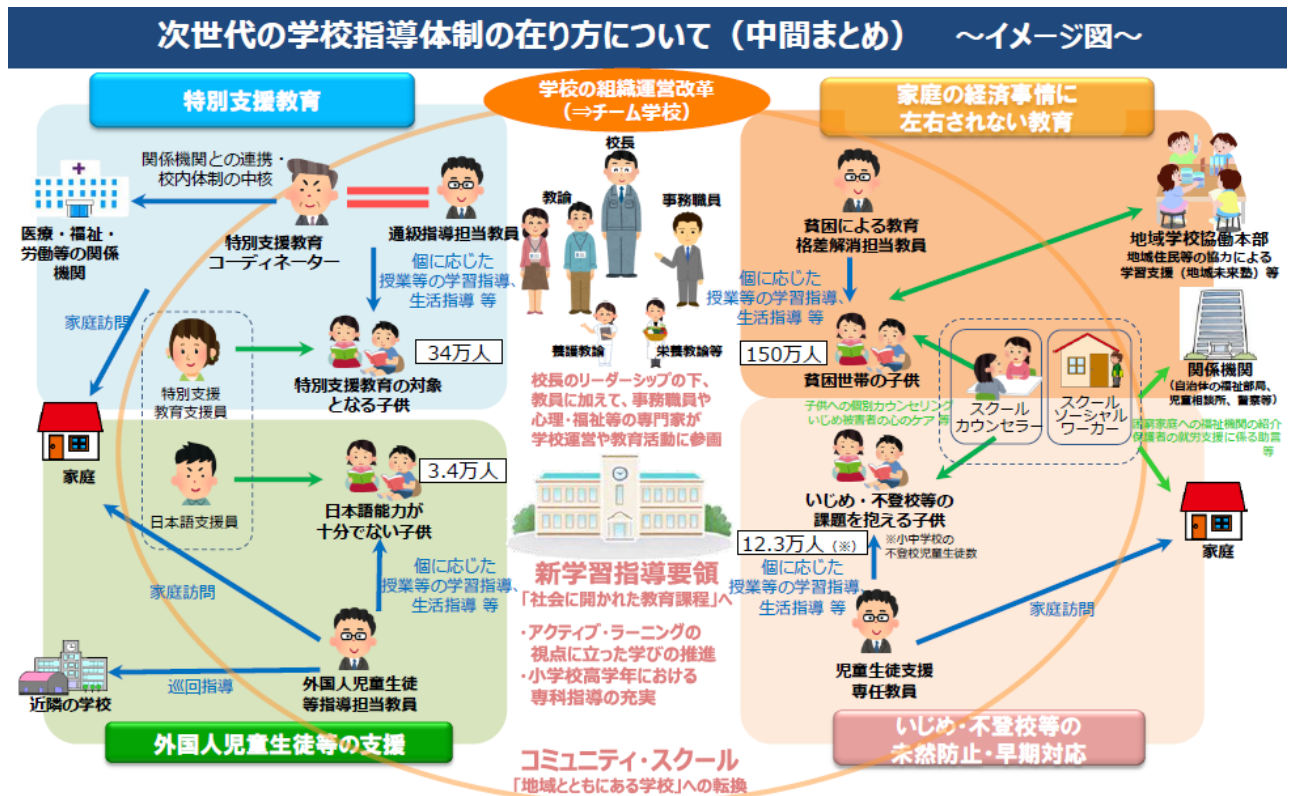 次世代の学校指導体制の在り方について（中間まとめ）　～イメージ図～
特別支援教育
関係機関との連携・
校内体制の中核
医療・福祉・
労働等の関係
機関
特別支援教育
コーディネーター
通級指導担当教員
個に応じた
授業等の学習指導、
生活指導 等
家庭訪問
特別支援
教育支援員
34万人
特別支援教育の対象
となる子供
家庭
日本語支援員
3.4万人
日本語能力が
十分でない子供
家庭訪問
個に応じた
授業等の学習指導、
生活指導 等
近隣の学校
巡回指導
外国人児童生徒
等指導担当教員
外国人児童生徒等の支援
学校の組織運営改革
（⇒チーム学校）
校長
教諭
事務職員
養護教諭
栄養教諭等
校長のリーダーシップの下、
教員に加えて、事務職員や
心理・福祉等の専門家が
学校運営や教育活動に参画
新学習指導要領
「社会に開かれた教育課程」へ
・アクティブ・ラーニングの
視点に立った学びの推進
・小学校高学年における
専科指導の充実
コミュニティ・スクール
「地域とともにある学校」への転換
家庭の経済事情に
左右されない教育
貧困による教育
格差解消担当教員
個に応じた
授業等の学習指導、
生活指導 等
150万人
貧困世帯の子供
子供への個別カウンセリング
いじめ被害者の心のケア 等
地域学校協働本部
地域住民等の協力による
学習支援（地域未来塾）等
スクール
カウンセラー
スクール
ソーシャル
ワーカー
関係機関
（自治体の福祉部局、
児童相談所、警察等）
困窮家庭への福祉機関の紹介
保護者の就労支援に係る助言
等
いじめ・不登校等の
課題を抱える子供
12.3万人（※）
※小中学校の
不登校児童生徒数
個に応じた
授業等の学習指導、
生活指導 等
家庭
家庭訪問
児童生徒支援
専任教員
いじめ・不登校等の
未然防止・早期対応